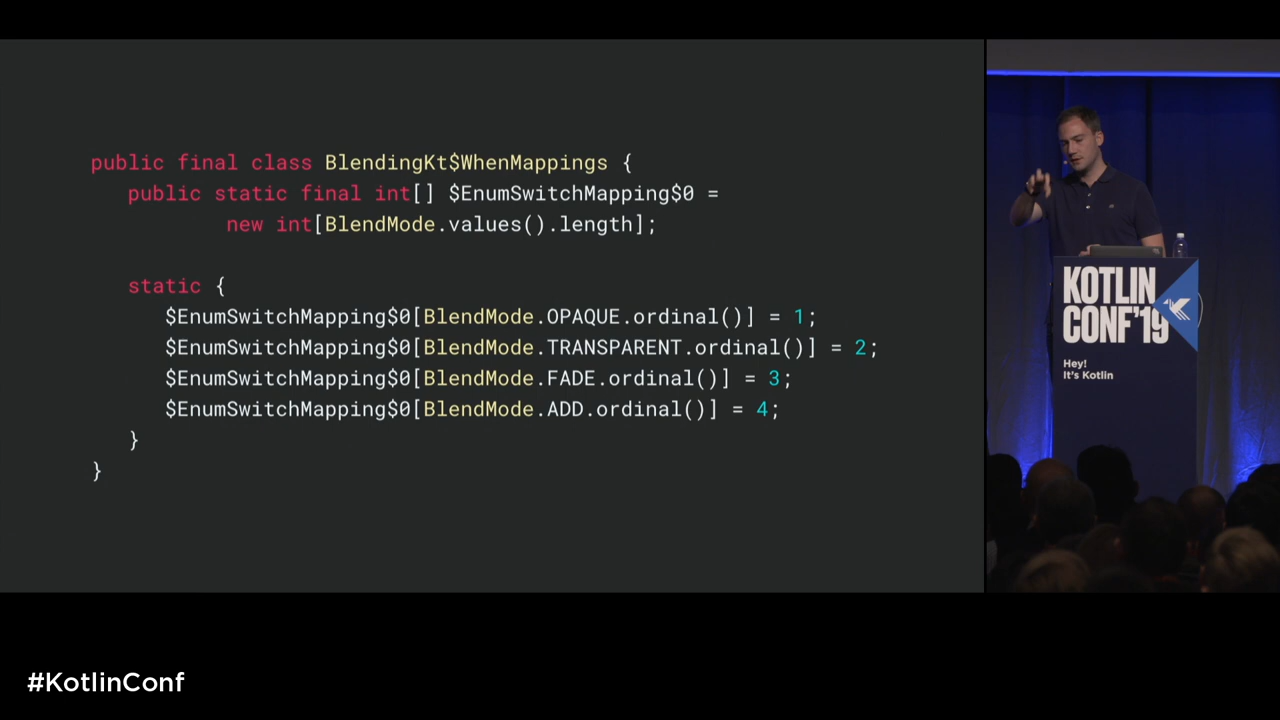 public final class BlendingKt$WhenMappings {
public static final int[] $EnumSwitchMapping$0 =
new int[BlendMode.values().length];
static {
$EnumSwitchMapping$0[BlendMode.OPAQUE.ordinal()] = 1;
$EnumSwitchMapping$0[BlendMode.TRANSPARENT.ordinal()] = 2;
$EnumSwitchMapping$0[BlendMode.FADE.ordinal()] = 3;
$EnumSwitchMapping$0[BlendMode.ADD.ordinal()] = 4;
}
}
KOTLIN
CONF'19
Hey!
It's Kotlin
#KotlinConf